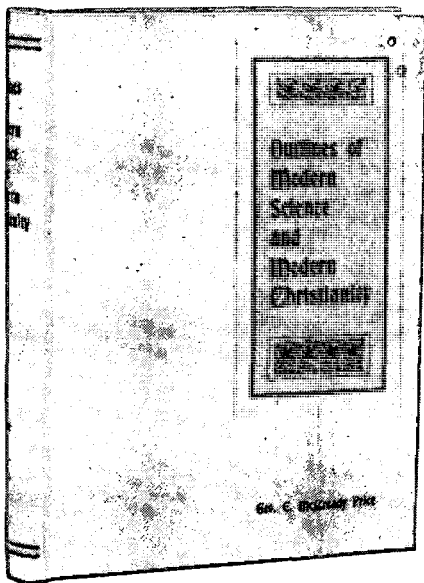 Outlines of
Modern
Science
and
Modern
Christianity
Geo. E. McCready Price